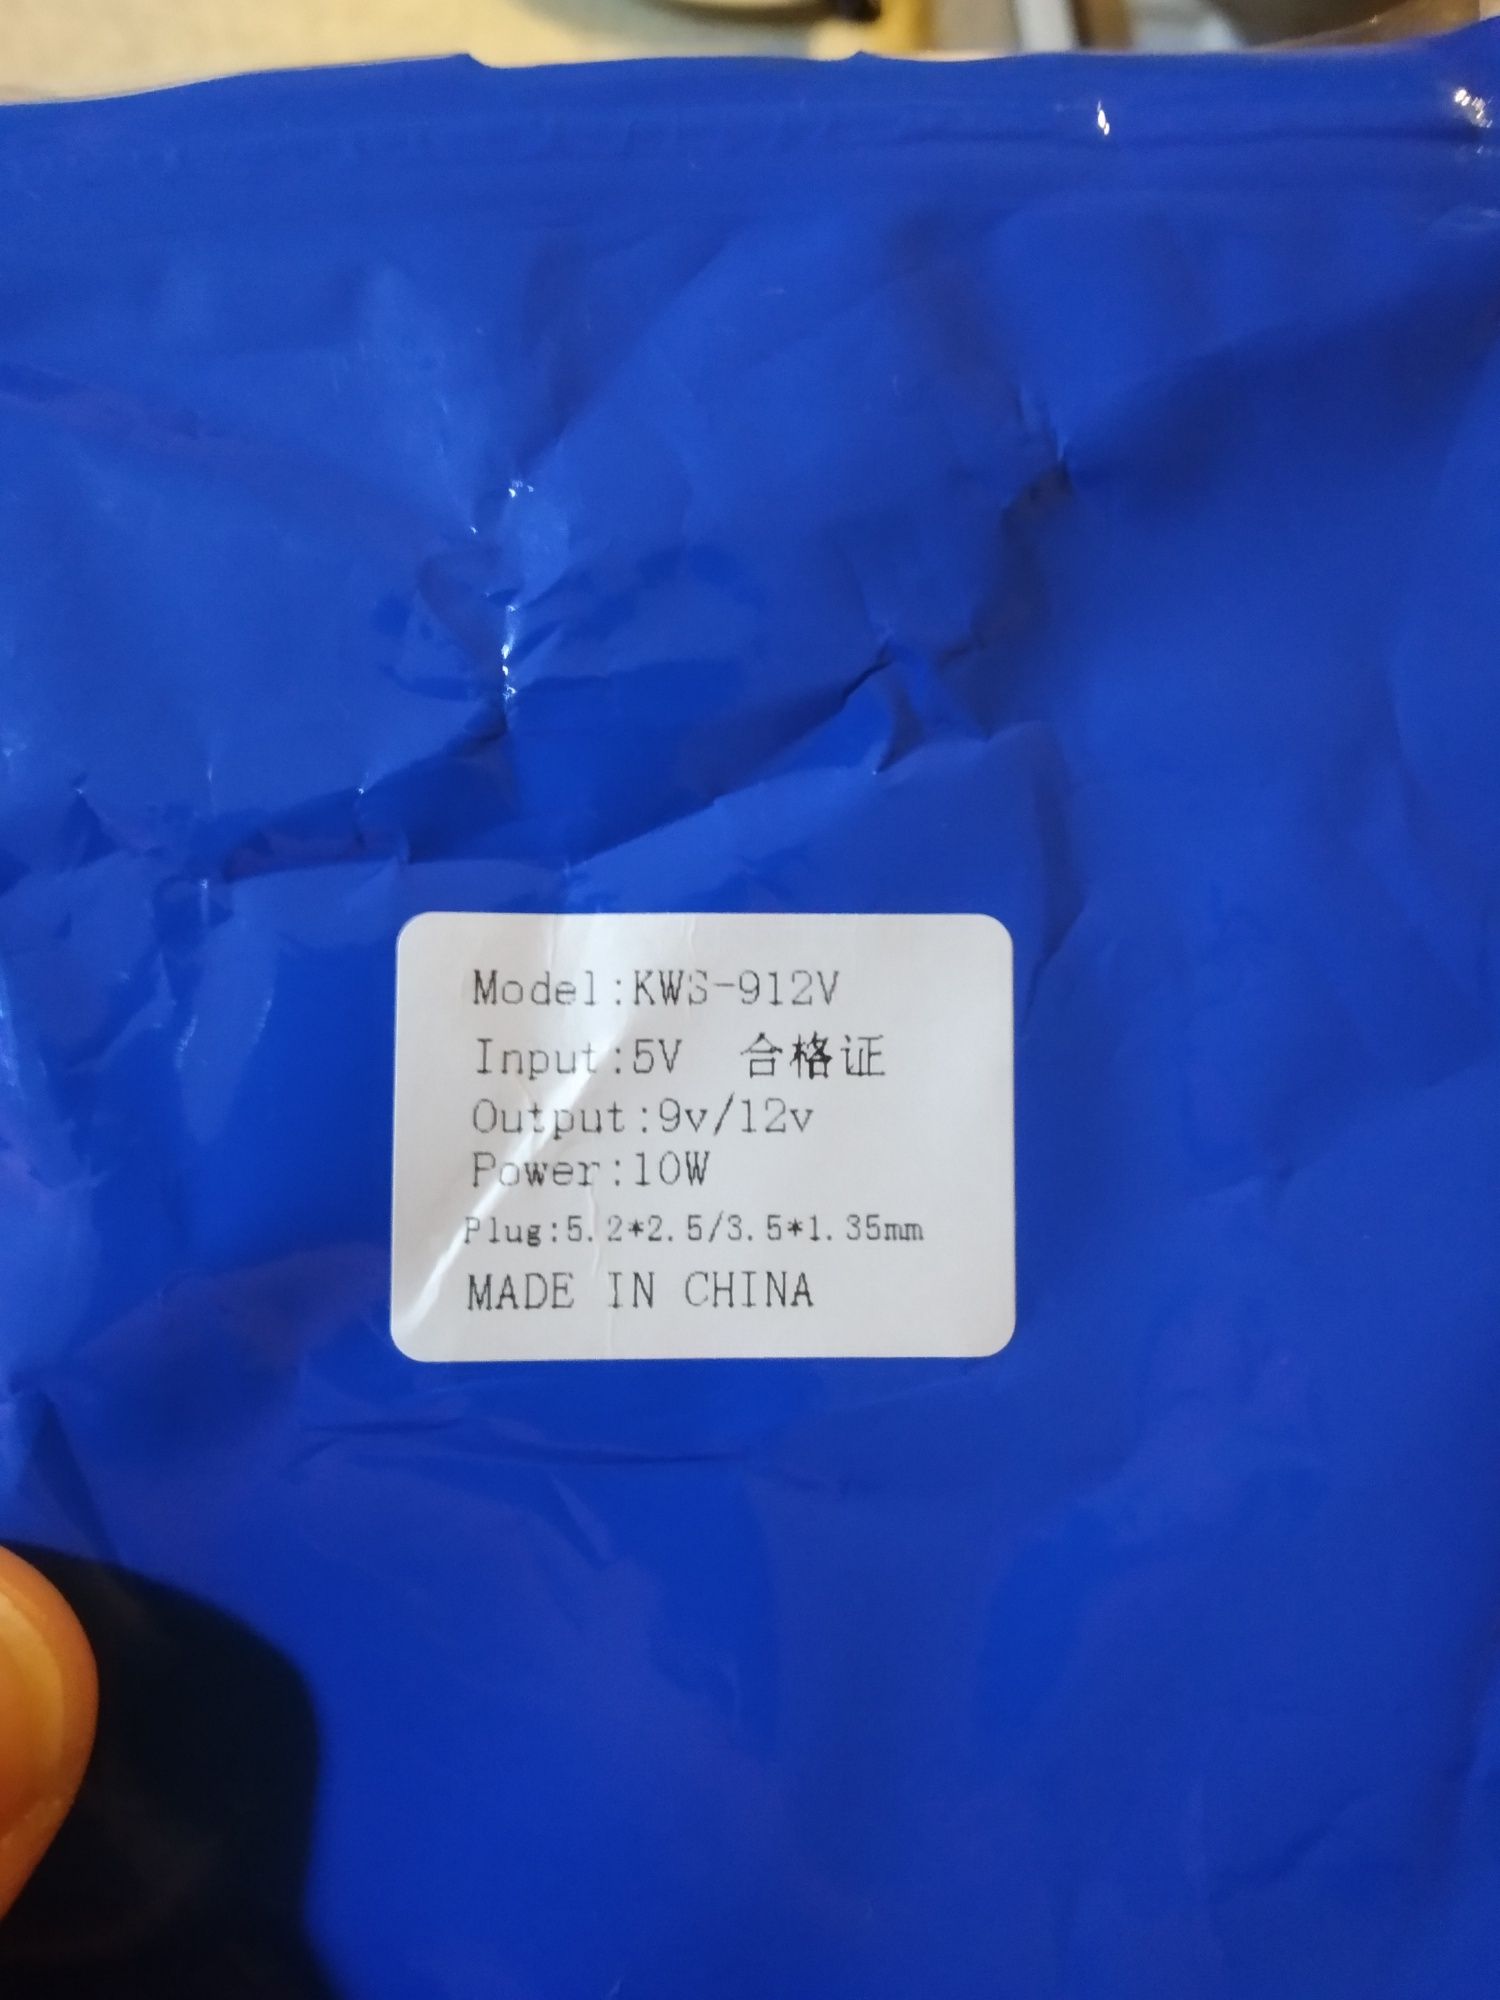 Model:KWS-912V
Input:5V 合格证
Output:9v/12v
Power:10W
Plug:5.2*2.5/3.5*1.35mm
MADE IN CHINA